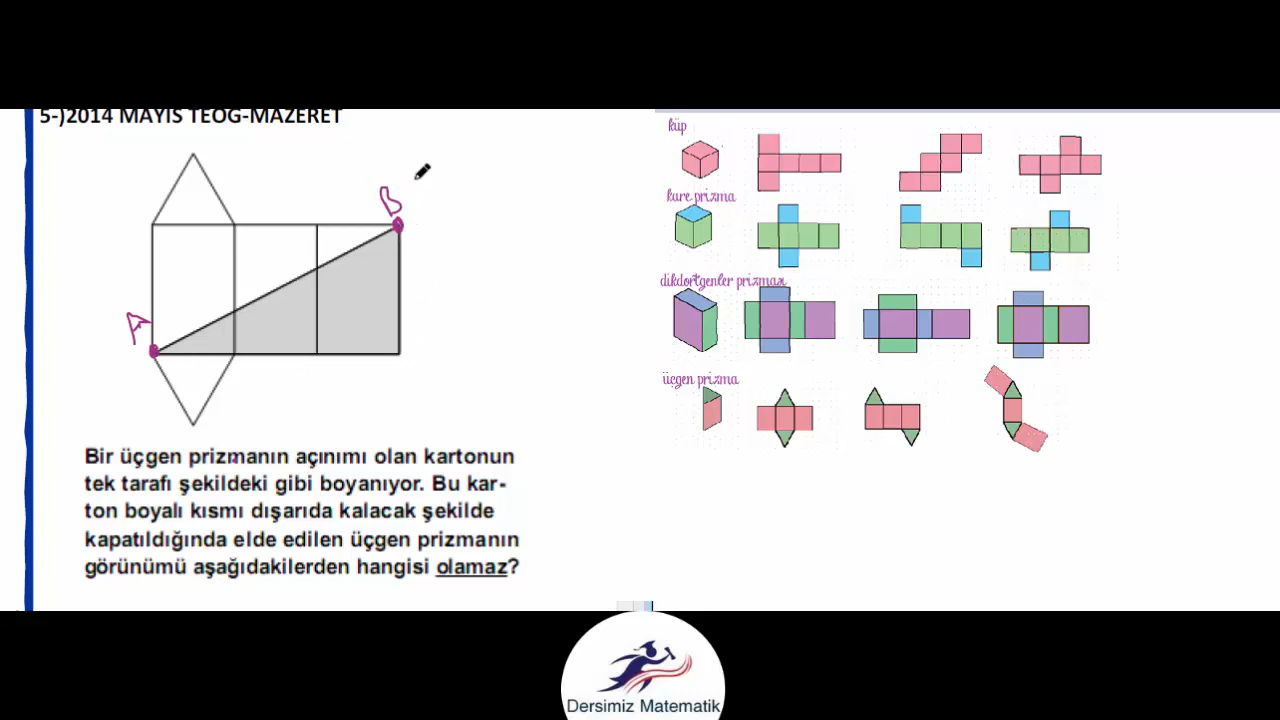 5-)2014 MAYIS TEOG-MAZERET
B
A
Bir üçgen prizmanın açınımı olan kartonun
tek tarafı şekildeki gibi boyanıyor. Bu kar-
ton boyalı kısmı dışarıda kalacak şekilde
kapatıldığında elde edilen üçgen prizmanın
görünümü aşağıdakilerden hangisi olamaz?
küp
kure prizma
dikdörtgenler prizması
üçgen prizma
Dersimiz Matematik